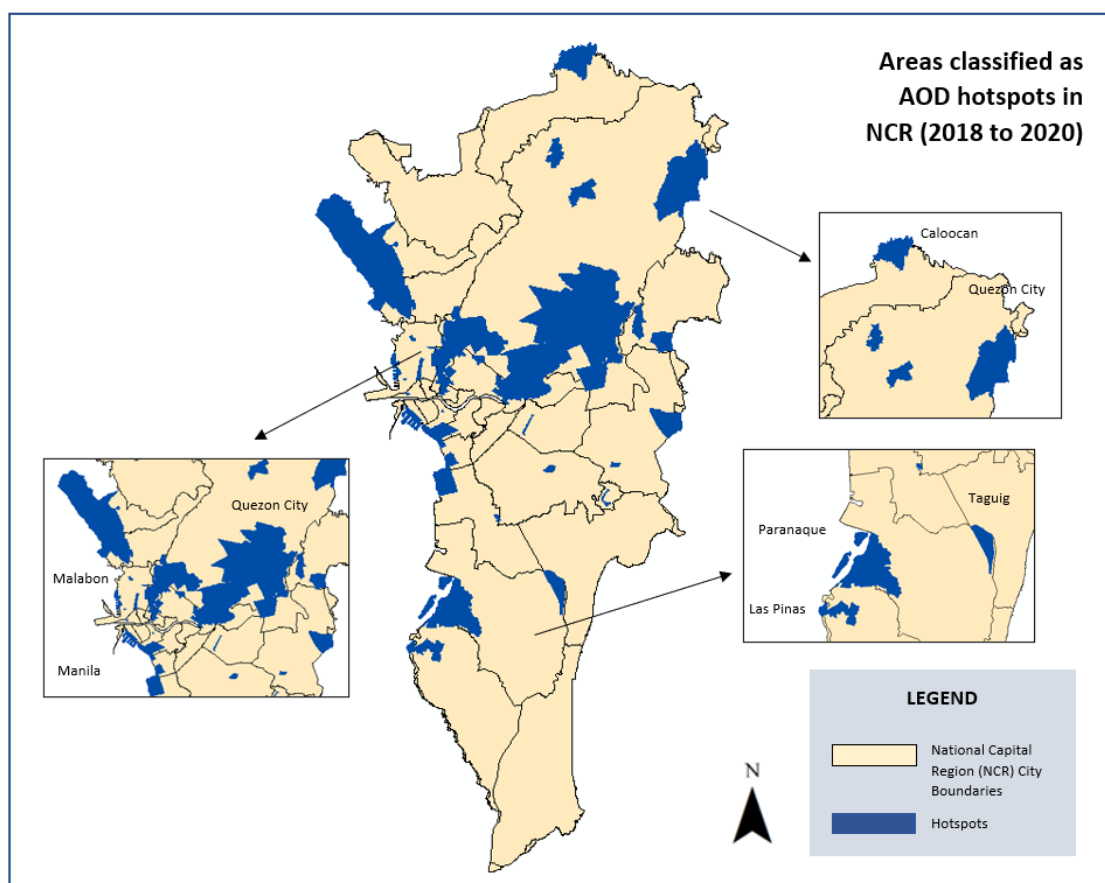 Areas classified as
AOD hotspots in
NCR (2018 to 2020)
Caloocan
Quezon City
Quezon City
Malabon
Manila
Taguig
Paranaque
Las Pinas
LEGEND
National Capital
Region (NCR) City
Boundaries
Hotspots
N